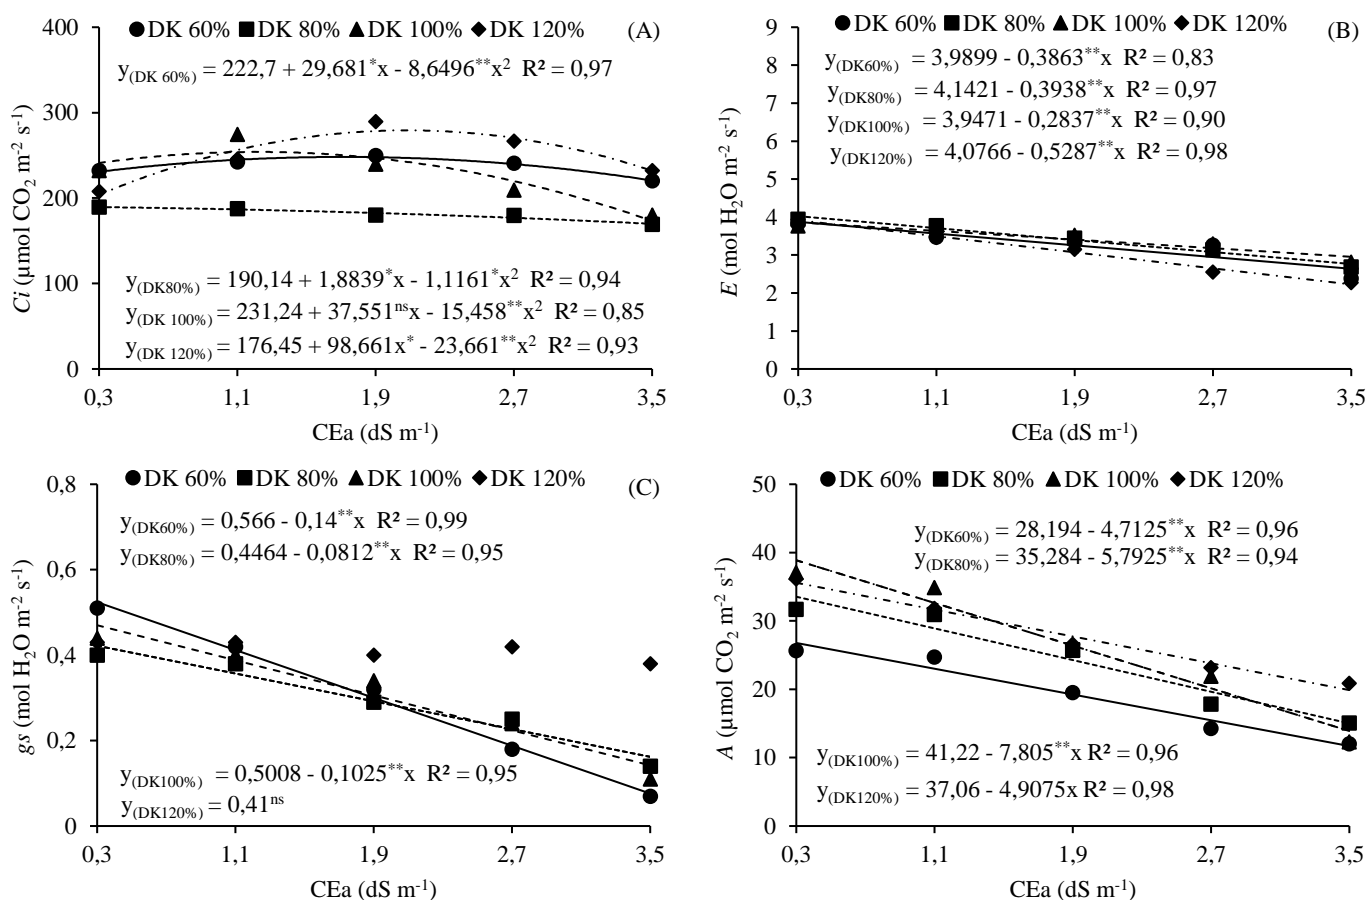 ● DK 60% ■ DK 80% ▲ DK 100% ◆ DK 120% (A)
y(DK 60%) = 222,7 + 29,681*x - 8,6496**x² R² = 0,97
y(DK80%) = 190,14 + 1,8839*x - 1,1161*x² R² = 0,94
y(DK 100%) = 231,24 + 37,551ⁿˢx - 15,458**x² R² = 0,85
y(DK 120%) = 176,45 + 98,661x* - 23,661**x² R² = 0,93
Ci (µmol CO₂ m⁻² s⁻¹)
400
300
200
100
0
0,3 1,1 1,9 2,7 3,5
CEa (dS m⁻¹)
● DK 60% ■ DK 80% ▲ DK 100% ◆ DK 120% (B)
y(DK60%) = 3,9899 - 0,3863**x R² = 0,83
y(DK80%) = 4,1421 - 0,3938**x R² = 0,97
y(DK100%) = 3,9471 - 0,2837**x R² = 0,90
y(DK120%) = 4,0766 - 0,5287**x R² = 0,98
E (mol H₂O m⁻² s⁻¹)
9
8
7
6
5
4
3
2
1
0
0,3 1,1 1,9 2,7 3,5
CEa (dS m⁻¹)
● DK 60% ■ DK 80% ▲ DK 100% ◆ DK 120% (C)
y(DK60%) = 0,566 - 0,14**x R² = 0,99
y(DK80%) = 0,4464 - 0,0812**x R² = 0,95
y(DK100%) = 0,5008 - 0,1025**x R² = 0,95
y(DK120%) = 0,41ⁿˢ
gs (mol H₂O m⁻² s⁻¹)
0,8
0,6
0,4
0,2
0
0,3 1,1 1,9 2,7 3,5
CEa (dS m⁻¹)
● DK 60% ■ DK 80% ▲ DK 100% ◆ DK 120%
y(DK60%) = 28,194 - 4,7125**x R² = 0,96
y(DK80%) = 35,284 - 5,7925**x R² = 0,94
y(DK100%) = 41,22 - 7,805**x R² = 0,96
y(DK120%) = 37,06 - 4,9075x R² = 0,98
A (µmol CO₂ m⁻² s⁻¹)
50
40
30
20
10
0
0,3 1,1 1,9 2,7 3,5
CEa (dS m⁻¹)